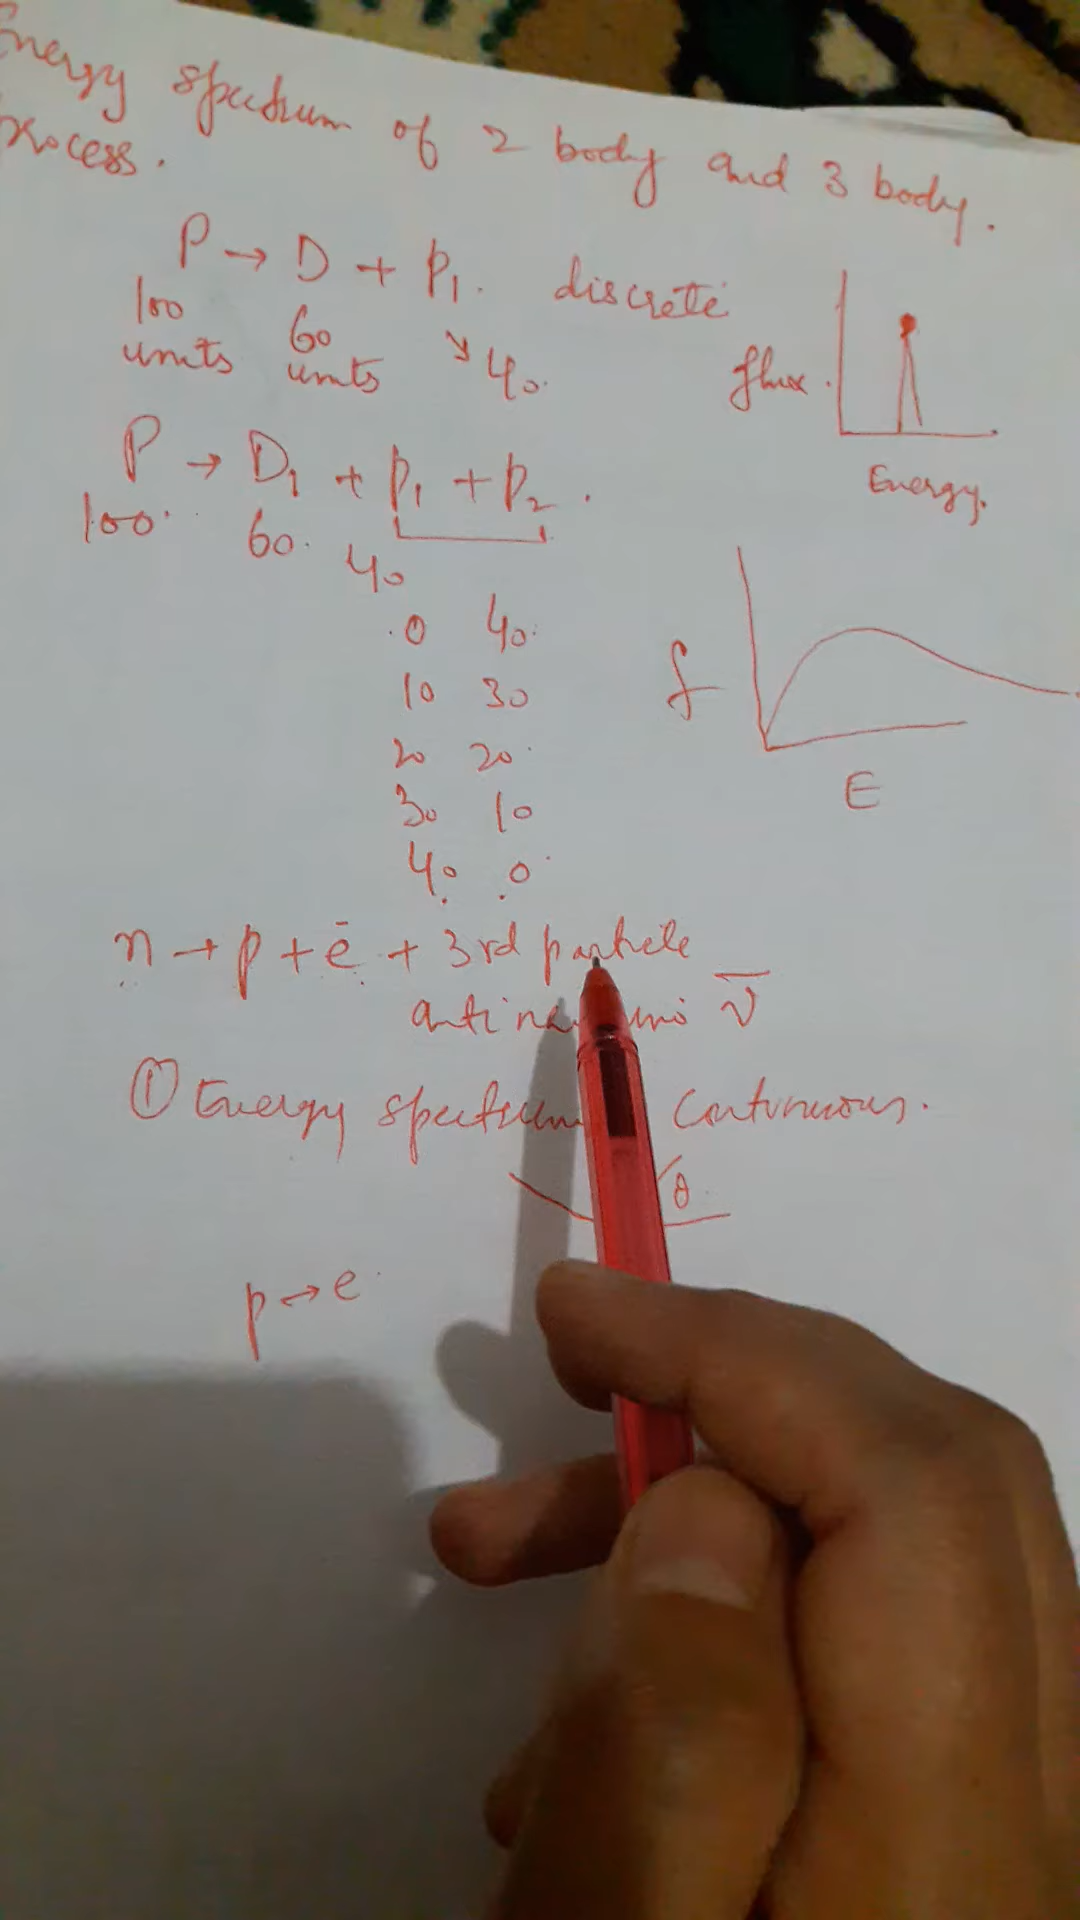 Energy spectrum of 2 body and 3 body.
process.
P → D + P₁. discrete
100 units 60 units ↘ 40.
flux.
Energy.
P → D₁ + P₁ + P₂.
100. 60. 40
0 40.
10 30
20 20.
30 10
40. 0.
f
E
n → p + ē + 3rd particle
anti ν̅
① Energy spectrum Continuous.
θ
p → e